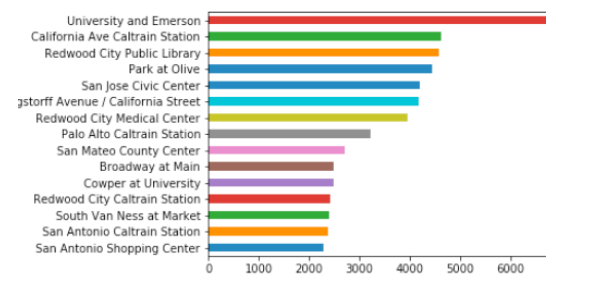 University and Emerson
California Ave Caltrain Station
Redwood City Public Library
Park at Olive
San Jose Civic Center
gstorff Avenue / California Street
Redwood City Medical Center
Palo Alto Caltrain Station
San Mateo County Center
Broadway at Main
Cowper at University
Redwood City Caltrain Station
South Van Ness at Market
San Antonio Caltrain Station
San Antonio Shopping Center
0 1000 2000 3000 4000 5000 6000